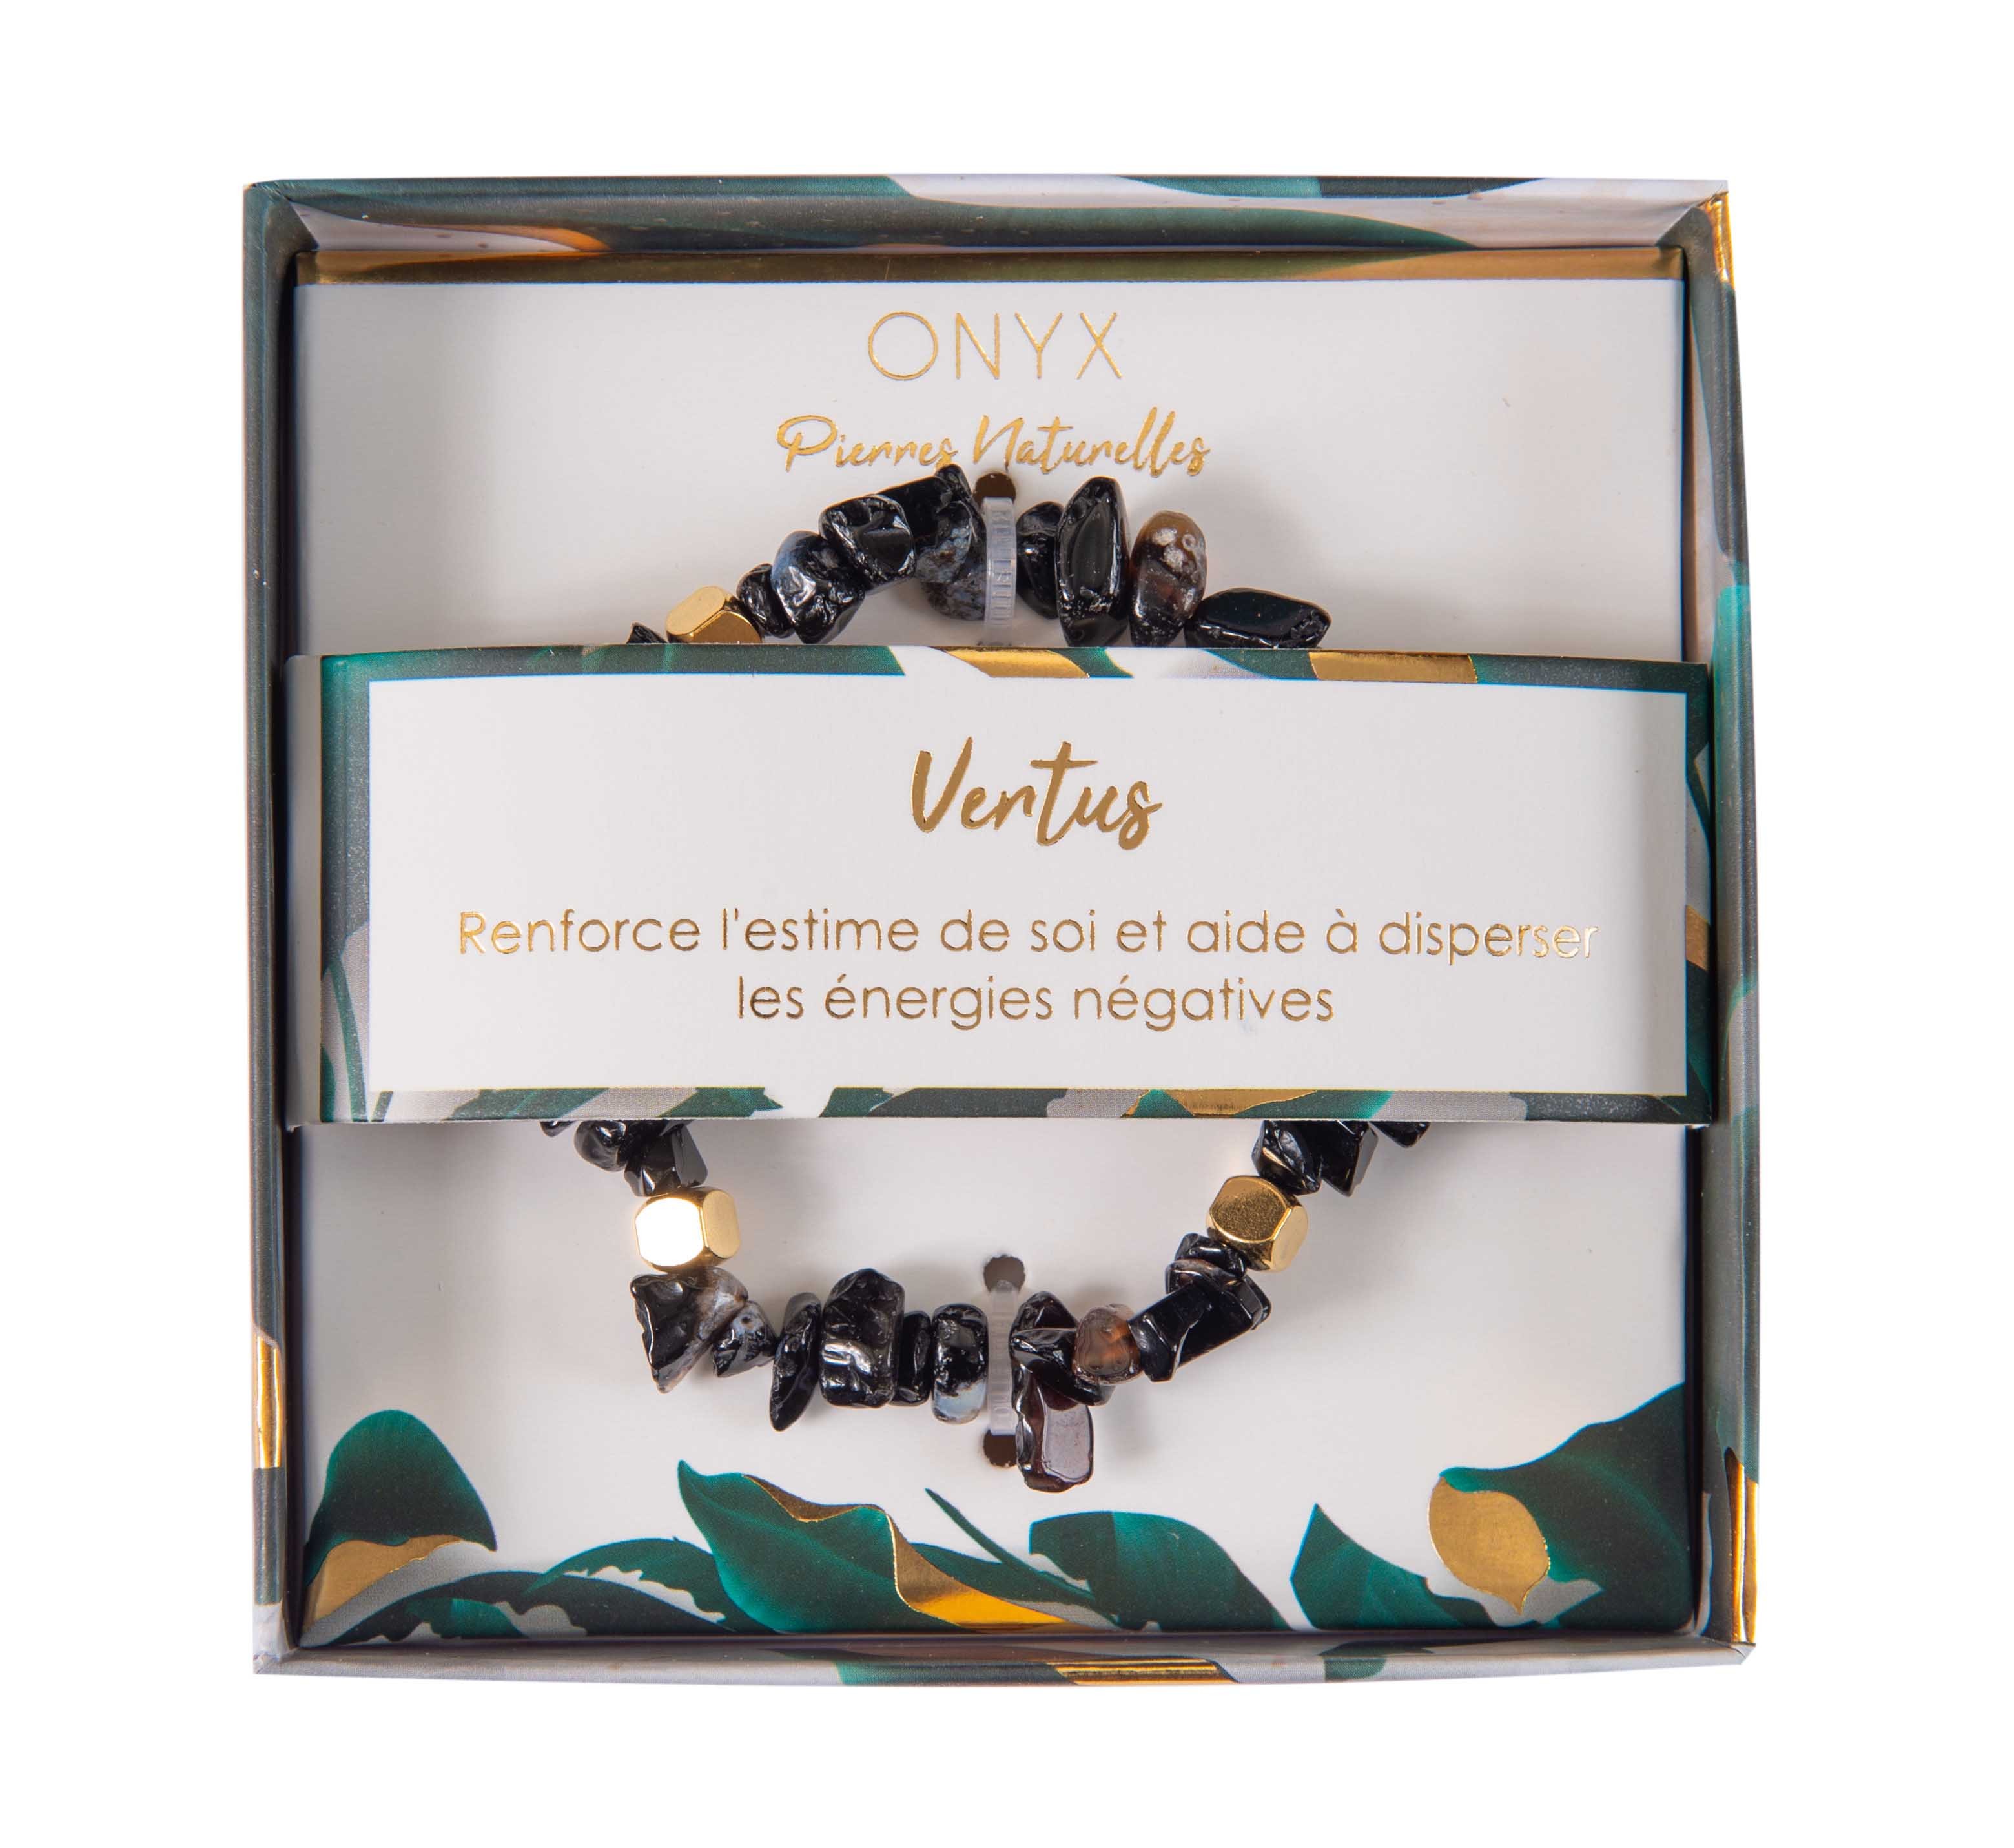 ONYX
Pierres Naturelles
Vertus
Renforce l'estime de soi et aide à disperser
les énergies négatives